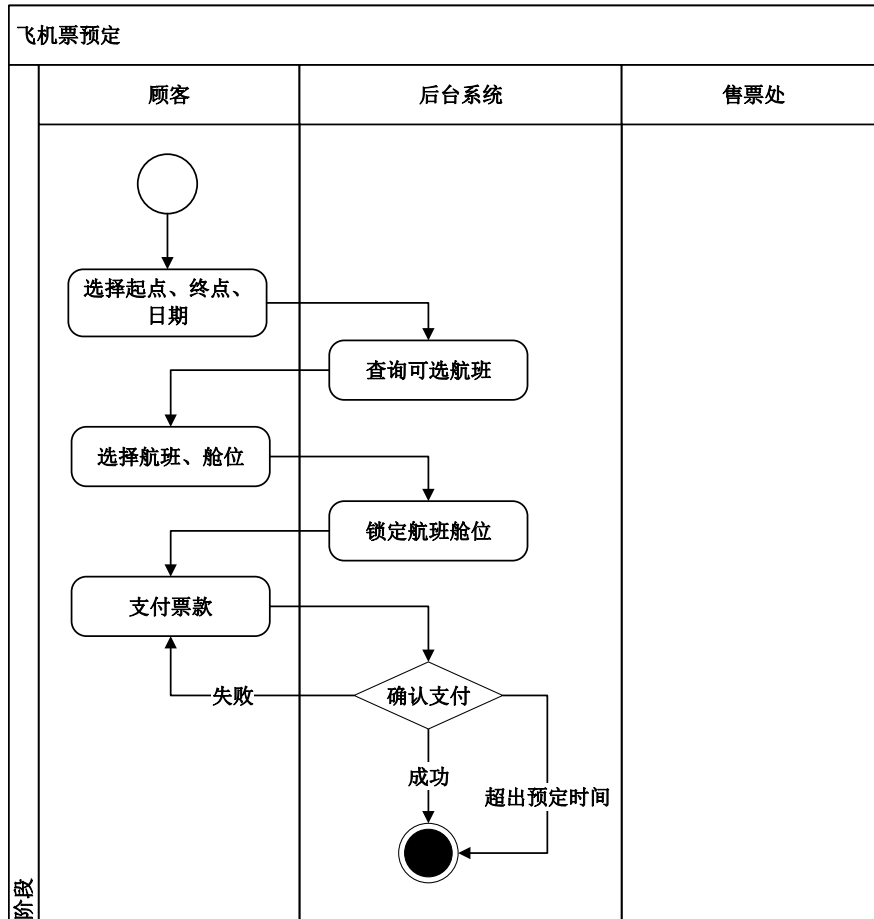 飞机票预定
顾客
后台系统
售票处
选择起点、终点、
日期
查询可选航班
选择航班、舱位
锁定航班舱位
支付票款
确认支付
失败
成功
超出预定时间
阶段